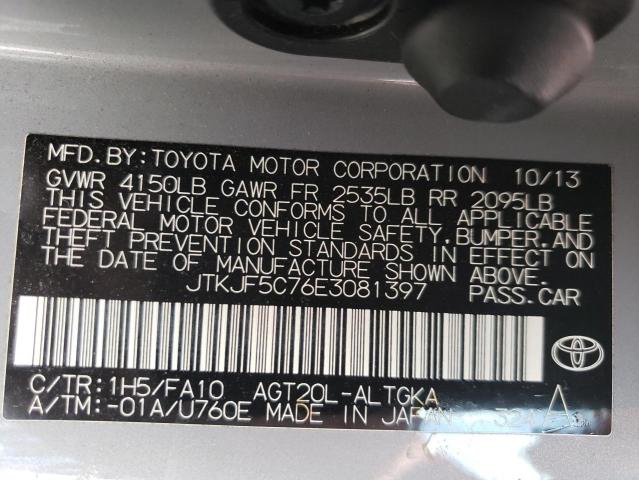 MFD.BY:TOYOTA MOTOR CORPORATION 10/13
GVWR 4150LB GAWR FR 2535LB RR 2095LB
THIS VEHICLE CONFORMS TO ALL APPLICABLE
FEDERAL MOTOR VEHICLE SAFETY,BUMPER,AND
THEFT PREVENTION STANDARDS IN EFFECT ON
THE DATE OF MANUFACTURE SHOWN ABOVE.
JTKJF5C76E3081397 PASS.CAR
C/TR:1H5/FA10 AGT20L-ALTGKA
A/TM:-01A/U760E MADE IN JAPAN A